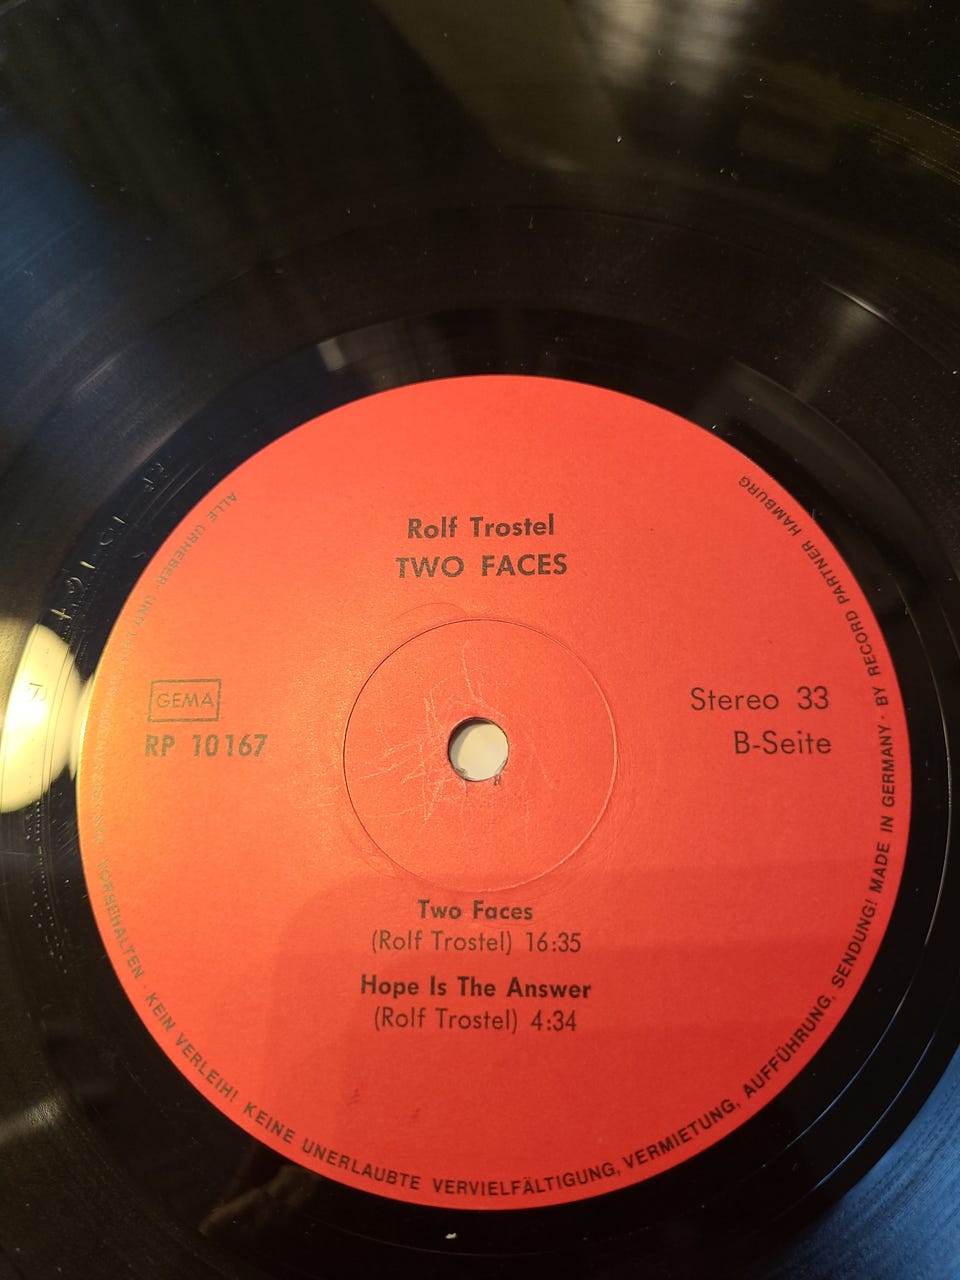 Rolf Trostel
TWO FACES
GEMA
RP 10167
Stereo 33
B-Seite
Two Faces
(Rolf Trostel) 16:35
Hope Is The Answer
(Rolf Trostel) 4:34
ALLE URHEBER- UND VORBEHALTEN · KEIN VERLEIH! KEINE UNERLAUBTE VERVIELFÄLTIGUNG, VERMIETUNG, AUFFÜHRUNG, SENDUNG! MADE IN GERMANY · BY RECORD PARTNER HAMBURG